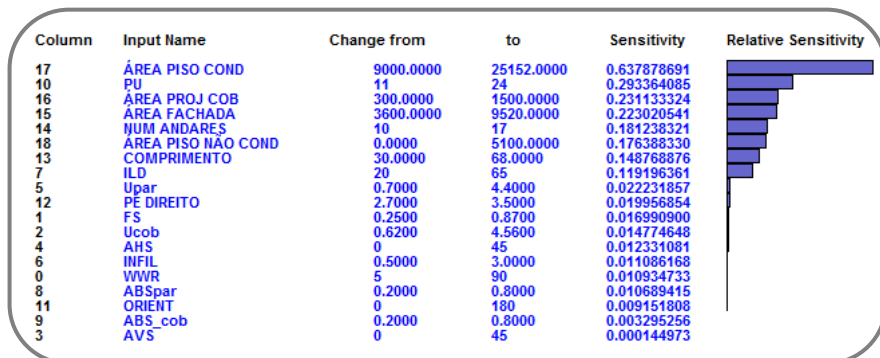 Column Input Name Change from to Sensitivity Relative Sensitivity
17 ÁREA PISO COND 9000.0000 25152.0000 0.637878691
10 PU 11 24 0.293364085
16 ÁREA PROJ COB 300.0000 1500.0000 0.231133324
15 ÁREA FACHADA 3600.0000 9520.0000 0.223020541
14 NUM ANDARES 10 17 0.181238321
18 ÁREA PISO NÃO COND 0.0000 5100.0000 0.176388330
13 COMPRIMENTO 30.0000 68.0000 0.148768876
7 ILD 20 65 0.119196361
5 Upar 0.7000 4.4000 0.022231857
12 PÉ DIREITO 2.7000 3.5000 0.019956854
1 FS 0.2500 0.8700 0.016990900
2 Ucob 0.6200 4.5600 0.014774648
4 AHS 0 45 0.012331081
6 INFIL 0.5000 3.0000 0.011086168
0 WWR 5 90 0.010934733
8 ABSpar 0.2000 0.8000 0.010689415
11 ORIENT 0 180 0.009151808
9 ABS_cob 0.2000 0.8000 0.003295256
3 AVS 0 45 0.000144973